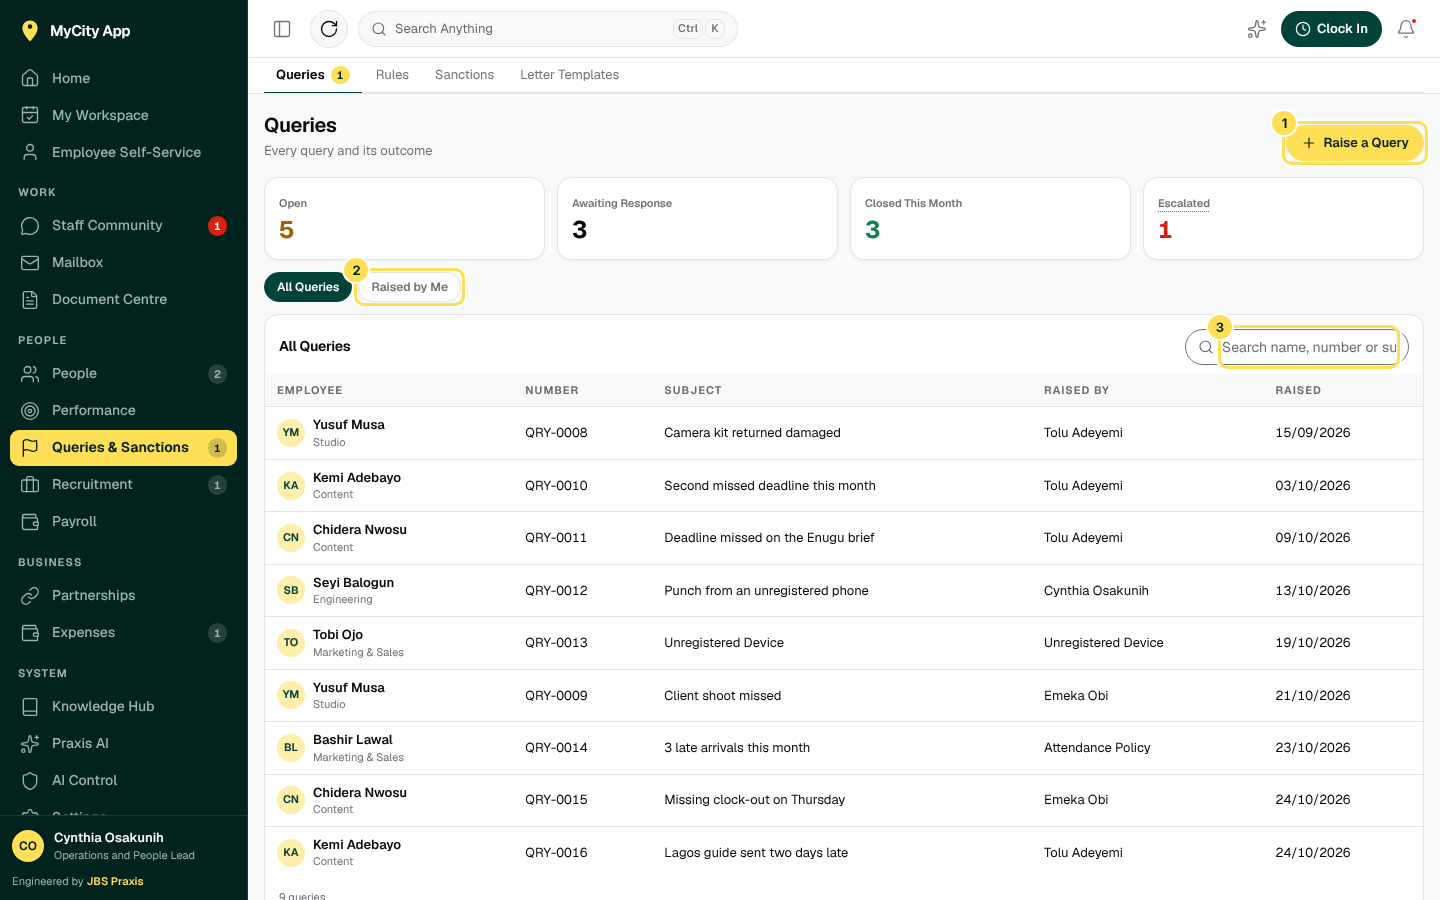 MyCity App
Home
My Workspace
Employee Self-Service
WORK
Staff Community 1
Mailbox
Document Centre
PEOPLE
People 2
Performance
Queries & Sanctions 1
Recruitment 1
Payroll
BUSINESS
Partnerships
Expenses 1
SYSTEM
Knowledge Hub
Praxis AI
AI Control
Settings
CO Cynthia Osakunih
Operations and People Lead
Engineered by JBS Praxis
Search Anything Ctrl K
Clock In
Queries 1 Rules Sanctions Letter Templates
Queries
Every query and its outcome
1
+ Raise a Query
Open
5
Awaiting Response
3
Closed This Month
3
Escalated
1
2
All Queries Raised by Me
3
All Queries Search name, number or su
EMPLOYEE NUMBER SUBJECT RAISED BY RAISED
YM Yusuf Musa
Studio
QRY-0008 Camera kit returned damaged Tolu Adeyemi 15/09/2026
KA Kemi Adebayo
Content
QRY-0010 Second missed deadline this month Tolu Adeyemi 03/10/2026
CN Chidera Nwosu
Content
QRY-0011 Deadline missed on the Enugu brief Tolu Adeyemi 09/10/2026
SB Seyi Balogun
Engineering
QRY-0012 Punch from an unregistered phone Cynthia Osakunih 13/10/2026
TO Tobi Ojo
Marketing & Sales
QRY-0013 Unregistered Device Unregistered Device 19/10/2026
YM Yusuf Musa
Studio
QRY-0009 Client shoot missed Emeka Obi 21/10/2026
BL Bashir Lawal
Marketing & Sales
QRY-0014 3 late arrivals this month Attendance Policy 23/10/2026
CN Chidera Nwosu
Content
QRY-0015 Missing clock-out on Thursday Emeka Obi 24/10/2026
KA Kemi Adebayo
Content
QRY-0016 Lagos guide sent two days late Tolu Adeyemi 24/10/2026
9 queries